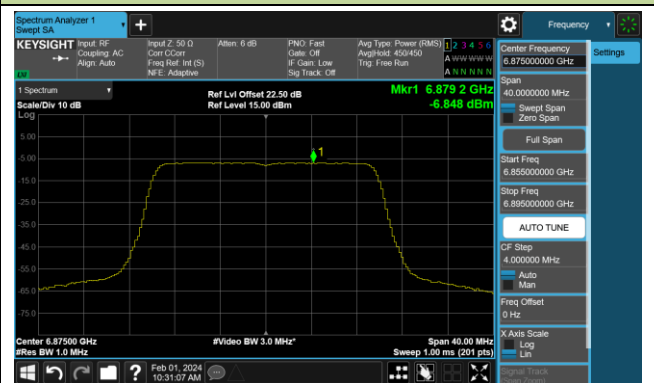 Spectrum Analyzer 1
Swept SA
Frequency
KEYSIGHT
Input: RF
Coupling: AC
Align: Auto
Input Z: 50 Ω
Corr CCorr
Freq Ref: Int (S)
NFE: Adaptive
Atten: 6 dB
PNO: Fast
Gate: Off
IF Gain: Low
Sig Track: Off
Avg Type: Power (RMS)
Avg|Hold: 450/450
Trig: Free Run
1 2 3 4 5 6
A W W W W W
A N N N N N
1 Spectrum
Scale/Div 10 dB
Log
Ref Lvl Offset 22.50 dB
Ref Level 15.00 dBm
Mkr1 6.879 2 GHz
-6.848 dBm
5.00
-5.00
-15.0
-25.0
-35.0
-45.0
-55.0
-65.0
-75.0
1
Center 6.87500 GHz
#Res BW 1.0 MHz
#Video BW 3.0 MHz*
Span 40.00 MHz
Sweep 1.00 ms (201 pts)
Feb 01, 2024
10:31:07 AM
Center Frequency
6.875000000 GHz
Settings
Span
40.0000000 MHz
Swept Span
Zero Span
Full Span
Start Freq
6.855000000 GHz
Stop Freq
6.895000000 GHz
AUTO TUNE
CF Step
4.000000 MHz
Auto
Man
Freq Offset
0 Hz
X Axis Scale
Log
Lin
Signal Track